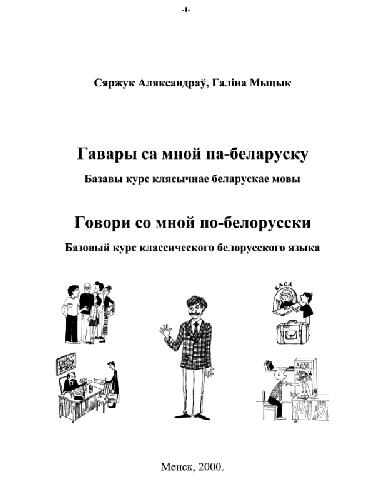 -1-
Сяржук Аляксандраў, Галіна Мыцык
Гавары са мной па-беларуску
Базавы курс клясычнае беларускае мовы
Говори со мной по-белорусски
Базовый курс классического белорусского языка
КАСА
Менск, 2000.